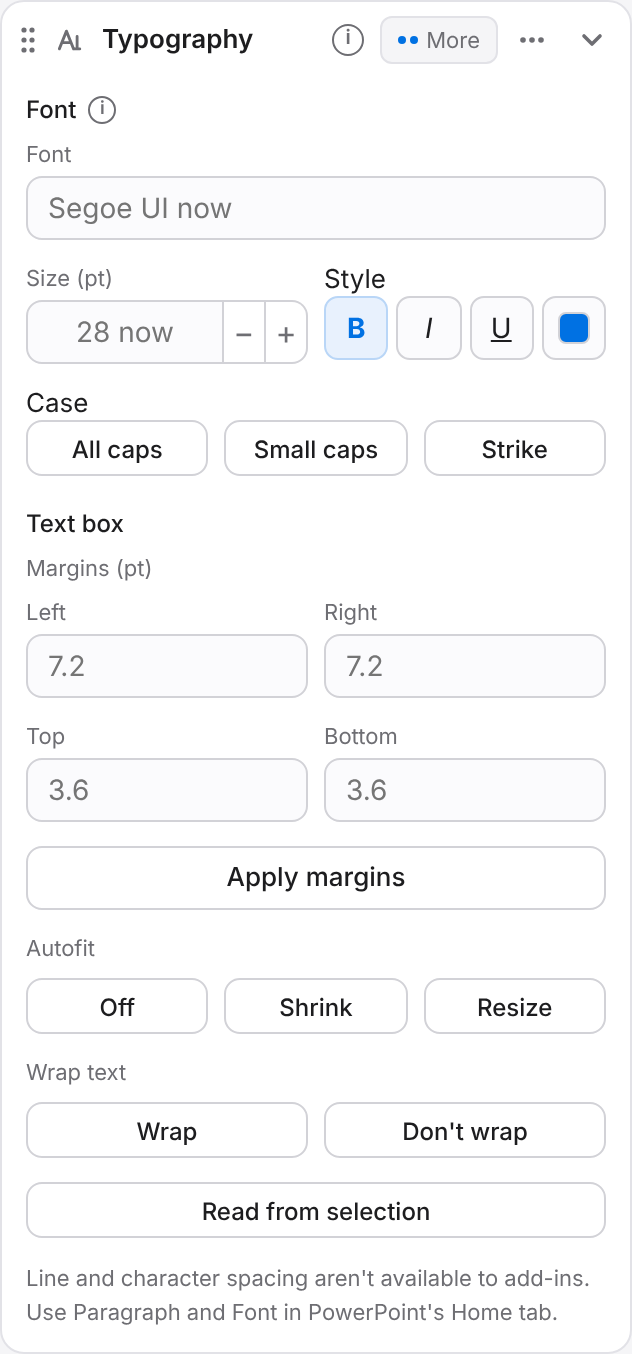 Typography More
Font
Font
Segoe UI now
Size (pt) Style
28 now − + B I U
Case
All caps Small caps Strike
Text box
Margins (pt)
Left Right
7.2 7.2
Top Bottom
3.6 3.6
Apply margins
Autofit
Off Shrink Resize
Wrap text
Wrap Don't wrap
Read from selection
Line and character spacing aren't available to add-ins.
Use Paragraph and Font in PowerPoint's Home tab.